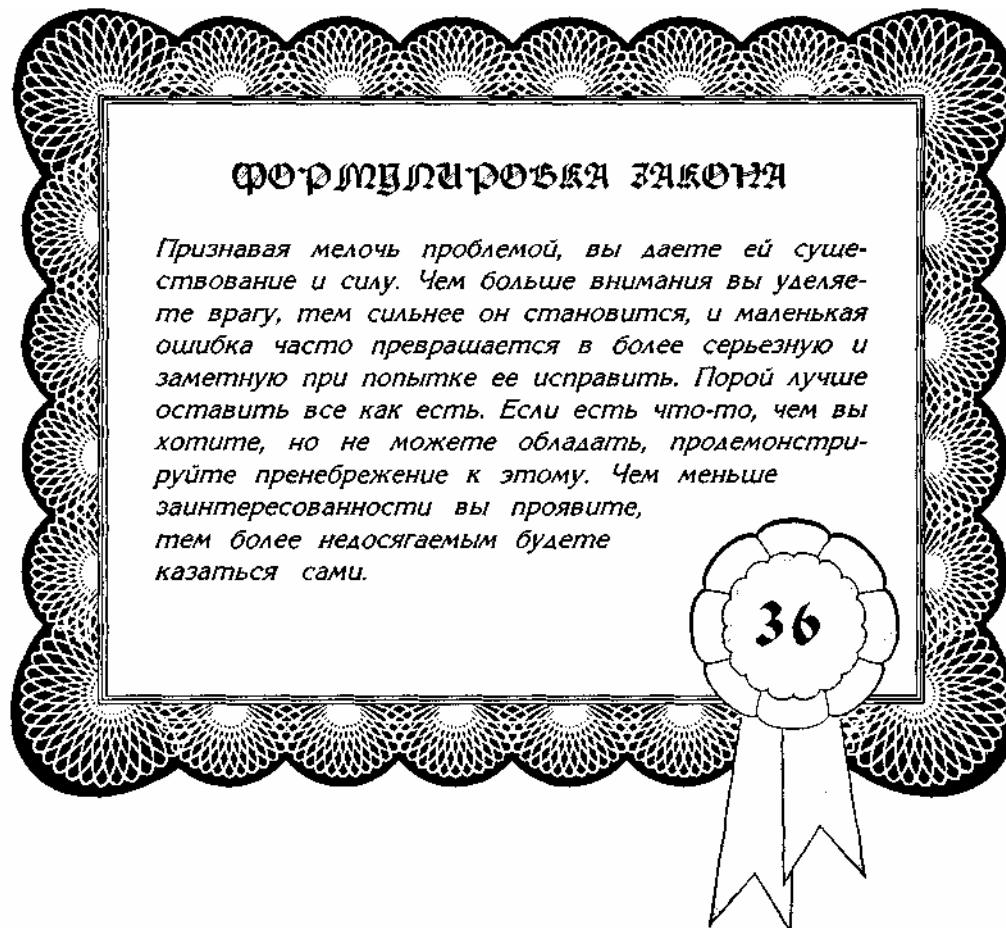 ФОРМУЛИРОВКА ЗАКОНА
Признавая мелочь проблемой, вы даете ей суще-
ствование и силу. Чем больше внимания вы уделяе-
те врагу, тем сильнее он становится, и маленькая
ошибка часто превращается в более серьезную и
заметную при попытке ее исправить. Порой лучше
оставить все как есть. Если есть что-то, чем вы
хотите, но не можете обладать, продемонстри-
руйте пренебрежение к этому. Чем меньше
заинтересованности вы проявите,
тем более недосягаемым будете
казаться сами.
36